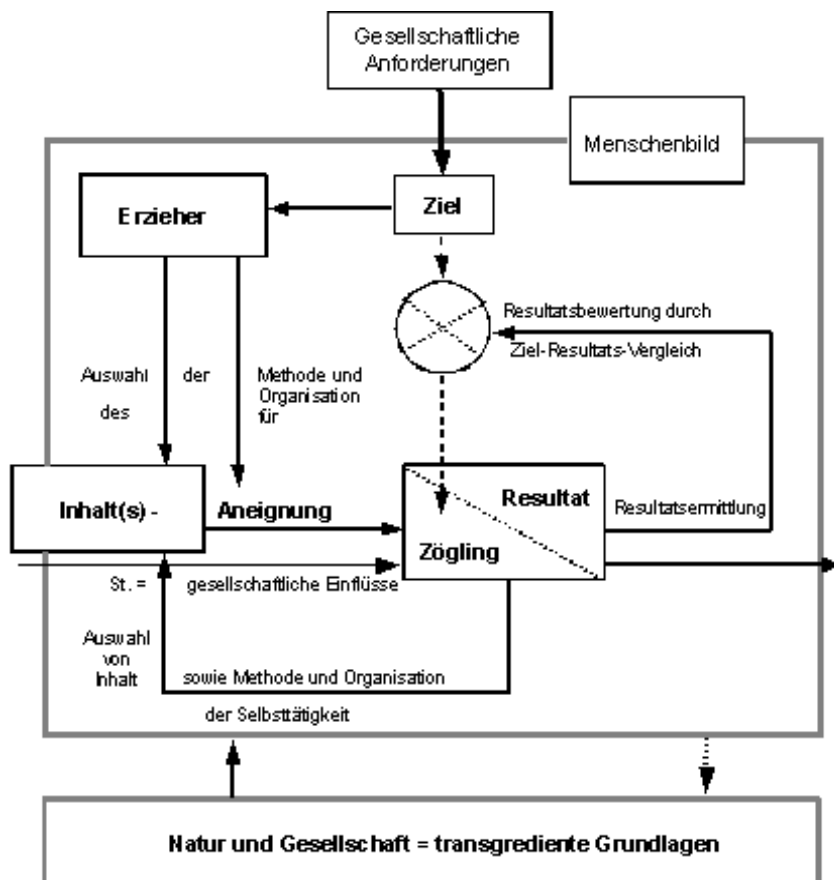 Gesellschaftliche
Anforderungen
Menschenbild
Erzieher
Ziel
Resultatsbewertung durch
Ziel-Resultats-Vergleich
Auswahl der
des
Methode und
Organisation
für
Inhalt(s) - Aneignung
Resultat
Zögling
Resultatsermittlung
St. = gesellschaftliche Einflüsse
Auswahl
von
Inhalt
sowie Methode und Organisation
der Selbsttätigkeit
Natur und Gesellschaft = transgrediente Grundlagen